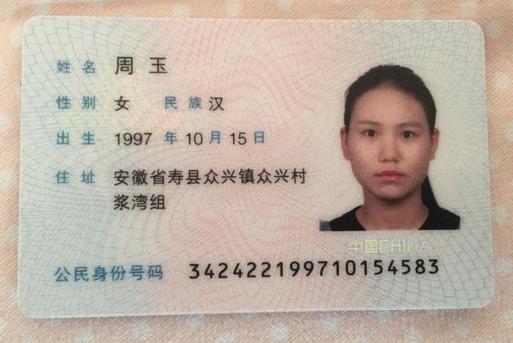 姓名 周玉
性别 女 民族 汉
出生 1997 年 10 月 15 日
住址 安徽省寿县众兴镇众兴村
浆湾组
中国CHINA
公民身份号码 342422199710154583